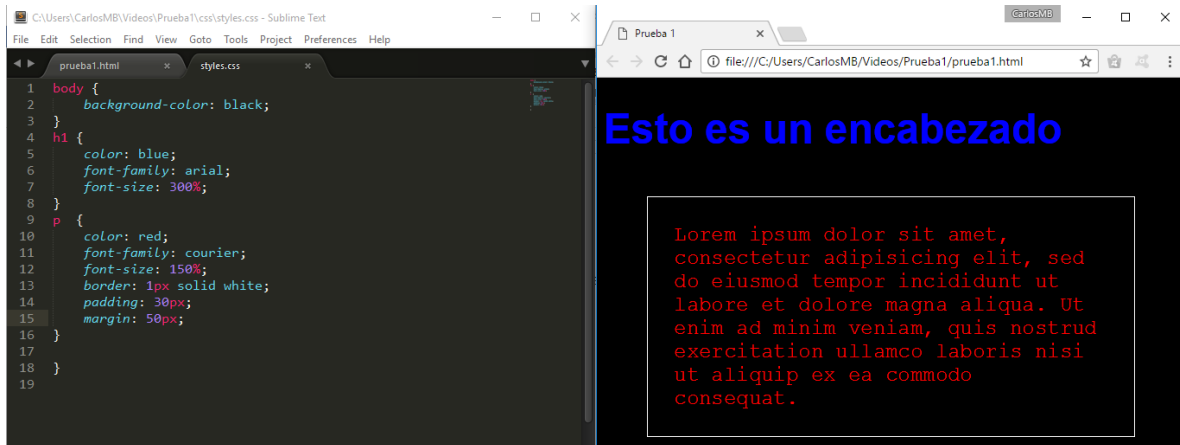 C:\Users\CarlosMB\Videos\Prueba1\css\styles.css - Sublime Text
File Edit Selection Find View Goto Tools Project Preferences Help
prueba1.html × styles.css ×
1 body {
2 background-color: black;
3 }
4 h1 {
5 color: blue;
6 font-family: arial;
7 font-size: 300%;
8 }
9 p  {
10 color: red;
11 font-family: courier;
12 font-size: 150%;
13 border: 1px solid white;
14 padding: 30px;
15 margin: 50px;
16 }
17
18 }
19
CarlosMB
Prueba 1
file:///C:/Users/CarlosMB/Videos/Prueba1/prueba1.html
Esto es un encabezado
Lorem ipsum dolor sit amet,
consectetur adipisicing elit, sed
do eiusmod tempor incididunt ut
labore et dolore magna aliqua. Ut
enim ad minim veniam, quis nostrud
exercitation ullamco laboris nisi
ut aliquip ex ea commodo
consequat.